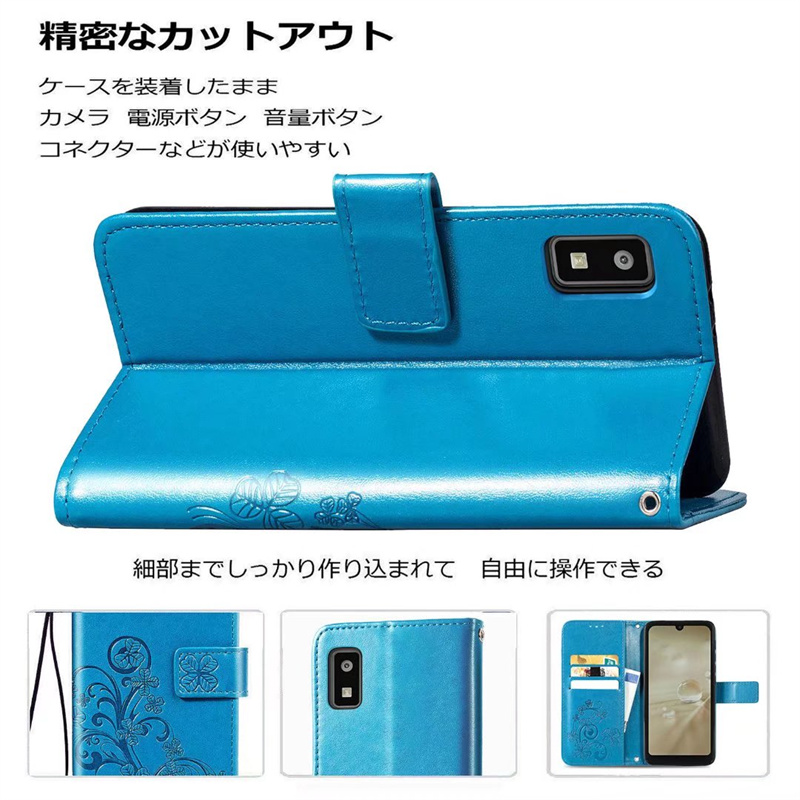 精密なカットアウト
ケースを装着したまま
カメラ 電源ボタン 音量ボタン
コネクターなどが使いやすい
細部までしっかり作り込まれて 自由に操作できる